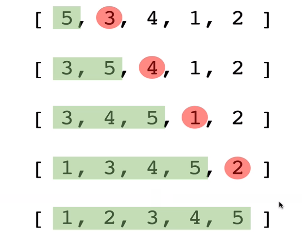 [ 5, 3, 4, 1, 2 ]
[ 3, 5, 4, 1, 2 ]
[ 3, 4, 5, 1, 2 ]
[ 1, 3, 4, 5, 2 ]
[ 1, 2, 3, 4, 5 ]